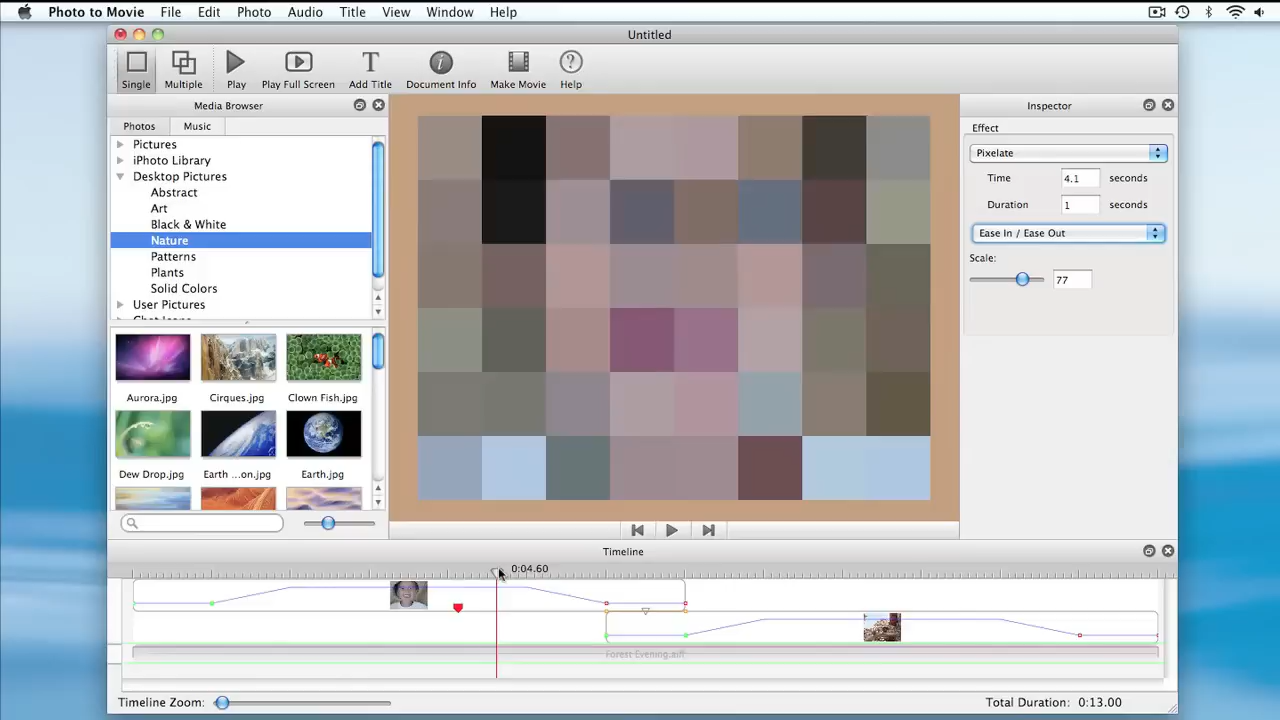 Photo to Movie File Edit Photo Audio Title View Window Help
Untitled
Single Multiple Play Play Full Screen Add Title Document Info Make Movie Help
Media Browser
Photos Music
Pictures
iPhoto Library
Desktop Pictures
Abstract
Art
Black & White
Nature
Patterns
Plants
Solid Colors
User Pictures
Chat Icons
Aurora.jpg Cirques.jpg Clown Fish.jpg
Dew Drop.jpg Earth ...on.jpg Earth.jpg
Inspector
Effect
Pixelate
Time 4.1 seconds
Duration 1 seconds
Ease In / Ease Out
Scale:
77
Timeline
0:04.60
Forest Evening.aiff
Timeline Zoom:
Total Duration: 0:13.00